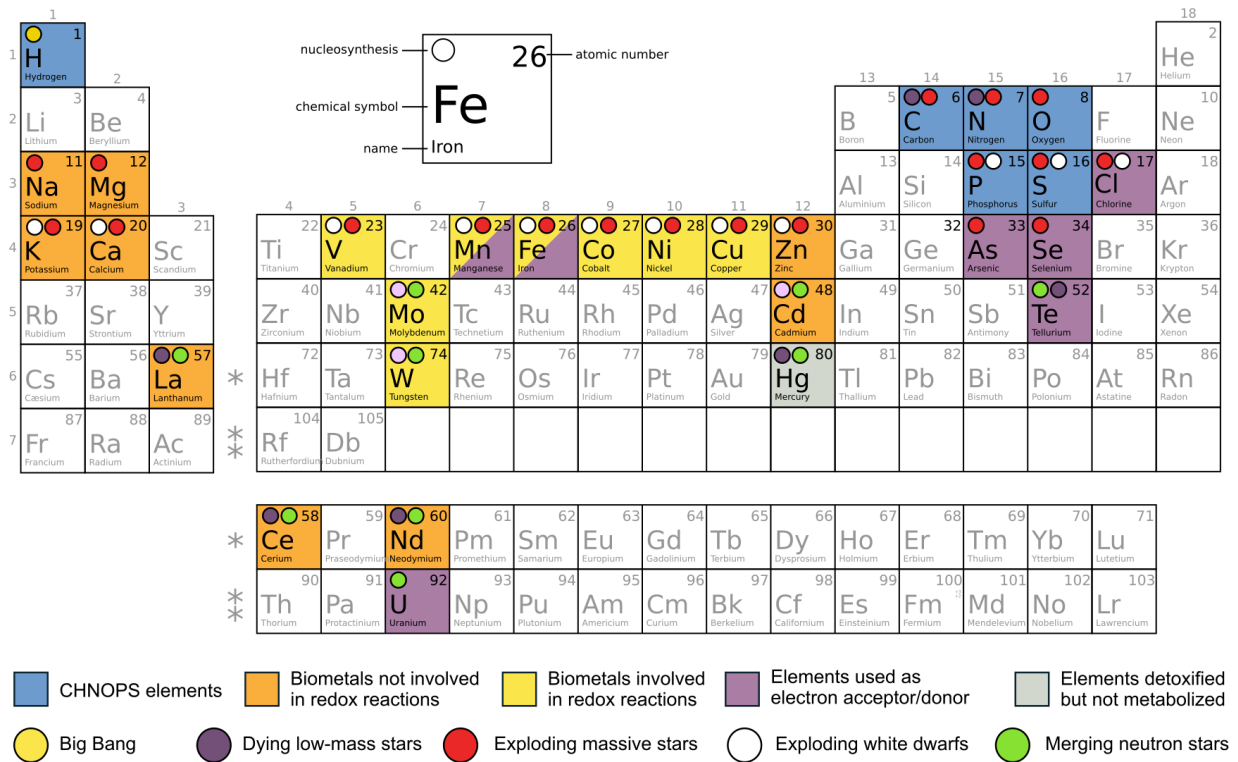 1
18
1 H Hydrogen
2 He Helium
nucleosynthesis
26
atomic number
chemical symbol
Fe
name
Iron
1
2
13 14 15 16 17
2
3 Li Lithium
4 Be Beryllium
5 B Boron
6 C Carbon
7 N Nitrogen
8 O Oxygen
9 F Fluorine
10 Ne Neon
3
11 Na Sodium
12 Mg Magnesium
13 Al Aluminium
14 Si Silicon
15 P Phosphorus
16 S Sulfur
17 Cl Chlorine
18 Ar Argon
3 4 5 6 7 8 9 10 11 12
4
19 K Potassium
20 Ca Calcium
21 Sc Scandium
22 Ti Titanium
23 V Vanadium
24 Cr Chromium
25 Mn Manganese
26 Fe Iron
27 Co Cobalt
28 Ni Nickel
29 Cu Copper
30 Zn Zinc
31 Ga Gallium
32 Ge Germanium
33 As Arsenic
34 Se Selenium
35 Br Bromine
36 Kr Krypton
5
37 Rb Rubidium
38 Sr Strontium
39 Y Yttrium
40 Zr Zirconium
41 Nb Niobium
42 Mo Molybdenum
43 Tc Technetium
44 Ru Ruthenium
45 Rh Rhodium
46 Pd Palladium
47 Ag Silver
48 Cd Cadmium
49 In Indium
50 Sn Tin
51 Sb Antimony
52 Te Tellurium
53 I Iodine
54 Xe Xenon
6
55 Cs Cæsium
56 Ba Barium
57 La Lanthanum
*
72 Hf Hafnium
73 Ta Tantalum
74 W Tungsten
75 Re Rhenium
76 Os Osmium
77 Ir Iridium
78 Pt Platinum
79 Au Gold
80 Hg Mercury
81 Tl Thallium
82 Pb Lead
83 Bi Bismuth
84 Po Polonium
85 At Astatine
86 Rn Radon
7
87 Fr Francium
88 Ra Radium
89 Ac Actinium
**
104 Rf Rutherfordium
105 Db Dubnium
*
58 Ce Cerium
59 Pr Praseodymium
60 Nd Neodymium
61 Pm Promethium
62 Sm Samarium
63 Eu Europium
64 Gd Gadolinium
65 Tb Terbium
66 Dy Dysprosium
67 Ho Holmium
68 Er Erbium
69 Tm Thulium
70 Yb Ytterbium
71 Lu Lutetium
**
90 Th Thorium
91 Pa Protactinium
92 U Uranium
93 Np Neptunium
94 Pu Plutonium
95 Am Americium
96 Cm Curium
97 Bk Berkelium
98 Cf Californium
99 Es Einsteinium
100 Fm Fermium
101 Md Mendelevium
102 No Nobelium
103 Lr Lawrencium
CHNOPS elements
Biometals not involved
in redox reactions
Biometals involved
in redox reactions
Elements used as
electron acceptor/donor
Elements detoxified
but not metabolized
Big Bang
Dying low-mass stars
Exploding massive stars
Exploding white dwarfs
Merging neutron stars